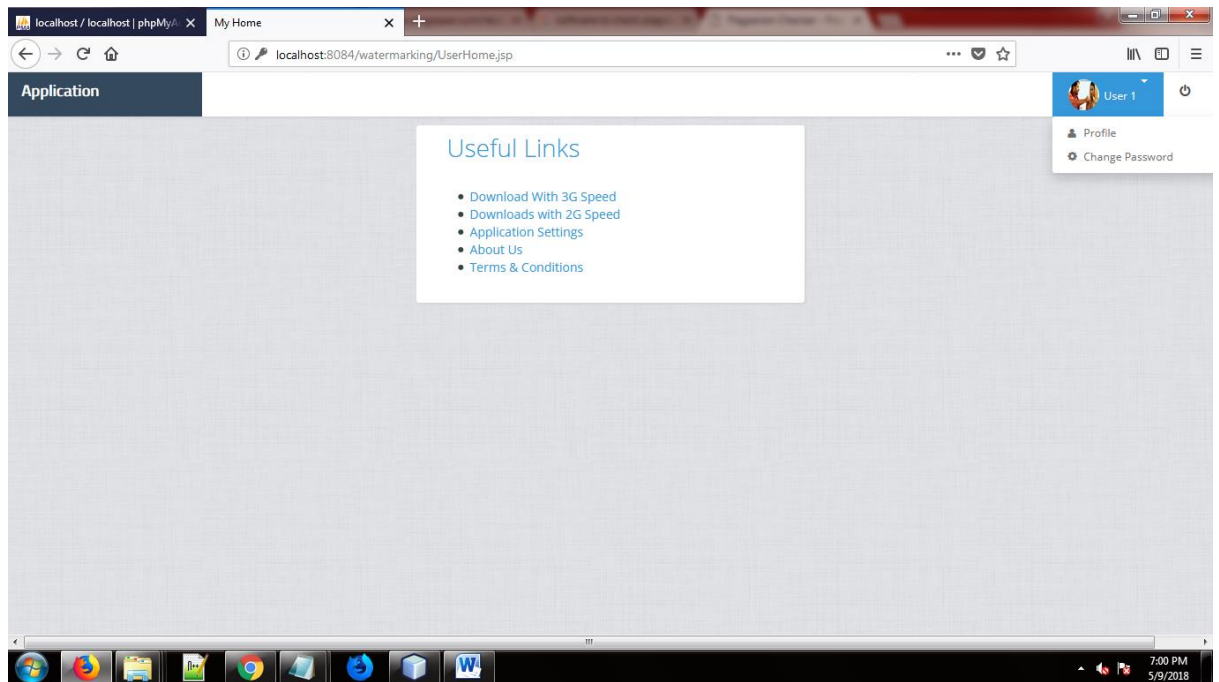 localhost / localhost | phpMyA
My Home
localhost:8084/watermarking/UserHome.jsp
Application
User 1
Profile
Change Password
Useful Links
Download With 3G Speed
Downloads with 2G Speed
Application Settings
About Us
Terms & Conditions
7:00 PM
5/9/2018